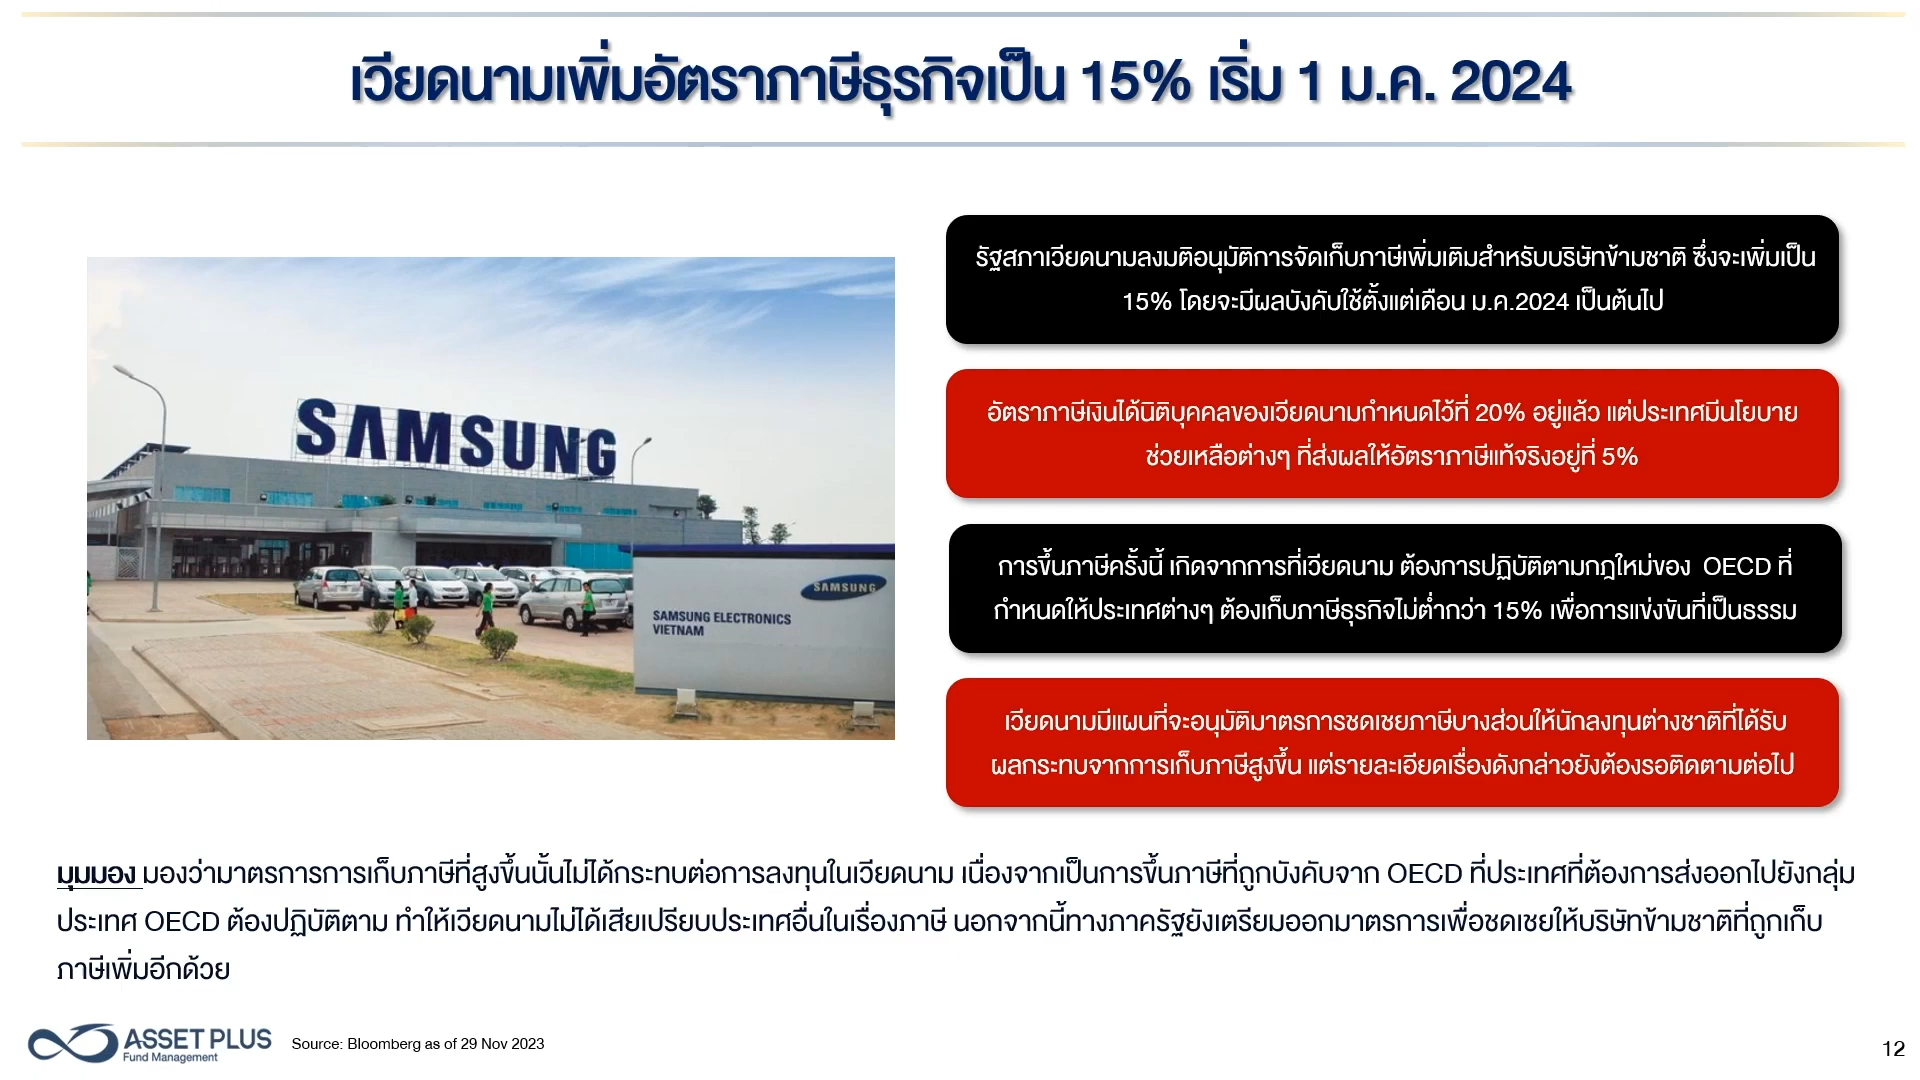 เวียดนามเพิ่มอัตราภาษีธุรกิจเป็น 15% เริ่ม 1 ม.ค. 2024
SAMSUNG
SAMSUNG
SAMSUNG ELECTRONICS
VIETNAM
รัฐสภาเวียดนามลงมติอนุมัติการจัดเก็บภาษีเพิ่มเติมสำหรับบริษัทข้ามชาติ ซึ่งจะเพิ่มเป็น
15% โดยจะมีผลบังคับใช้ตั้งแต่เดือน ม.ค.2024 เป็นต้นไป
อัตราภาษีเงินได้นิติบุคคลของเวียดนามกำหนดไว้ที่ 20% อยู่แล้ว แต่ประเทศมีนโยบาย
ช่วยเหลือต่างๆ ที่ส่งผลให้อัตราภาษีแท้จริงอยู่ที่ 5%
การขึ้นภาษีครั้งนี้ เกิดจากการที่เวียดนาม ต้องการปฏิบัติตามกฎใหม่ของ OECD ที่
กำหนดให้ประเทศต่างๆ ต้องเก็บภาษีธุรกิจไม่ต่ำกว่า 15% เพื่อการแข่งขันที่เป็นธรรม
เวียดนามมีแผนที่จะอนุมัติมาตรการชดเชยภาษีบางส่วนให้นักลงทุนต่างชาติที่ได้รับ
ผลกระทบจากการเก็บภาษีสูงขึ้น แต่รายละเอียดเรื่องดังกล่าวยังต้องรอติดตามต่อไป
มุมมอง มองว่ามาตรการการเก็บภาษีที่สูงขึ้นนั้นไม่ได้กระทบต่อการลงทุนในเวียดนาม เนื่องจากเป็นการขึ้นภาษีที่ถูกบังคับจาก OECD ที่ประเทศที่ต้องการส่งออกไปยังกลุ่ม
ประเทศ OECD ต้องปฏิบัติตาม ทำให้เวียดนามไม่ได้เสียเปรียบประเทศอื่นในเรื่องภาษี นอกจากนี้ทางภาครัฐยังเตรียมออกมาตรการเพื่อชดเชยให้บริษัทข้ามชาติที่ถูกเก็บ
ภาษีเพิ่มอีกด้วย
ASSET PLUS
Fund Management
Source: Bloomberg as of 29 Nov 2023
12